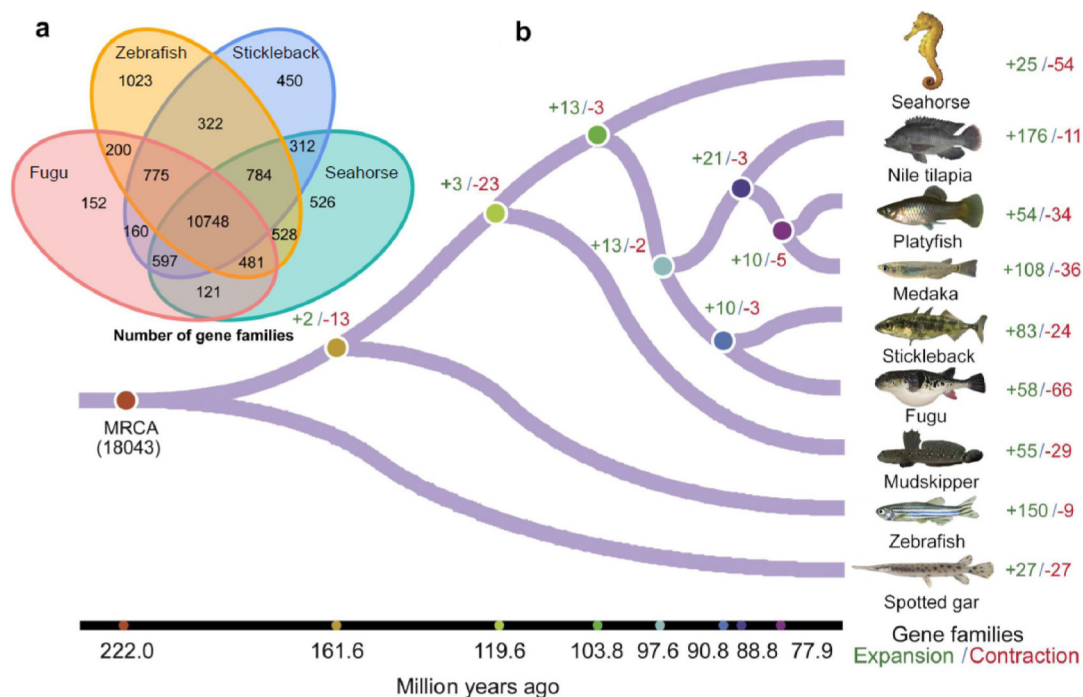 a
Zebrafish
1023
Stickleback
450
322
200
312
Fugu
775
784
Seahorse
152
526
160
10748
528
597
481
121
Number of gene families
b
+13/-3
+3 /-23
+21/-3
+13/-2
+10/-5
+2 /-13
+10/-3
MRCA
(18043)
+25 /-54
Seahorse
+176 /-11
Nile tilapia
+54/-34
Platyfish
+108/-36
Medaka
+83/-24
Stickleback
+58/-66
Fugu
+55/-29
Mudskipper
+150 /-9
Zebrafish
+27/-27
Spotted gar
222.0 161.6 119.6 103.8 97.6 90.8 88.8 77.9
Million years ago
Gene families
Expansion /Contraction